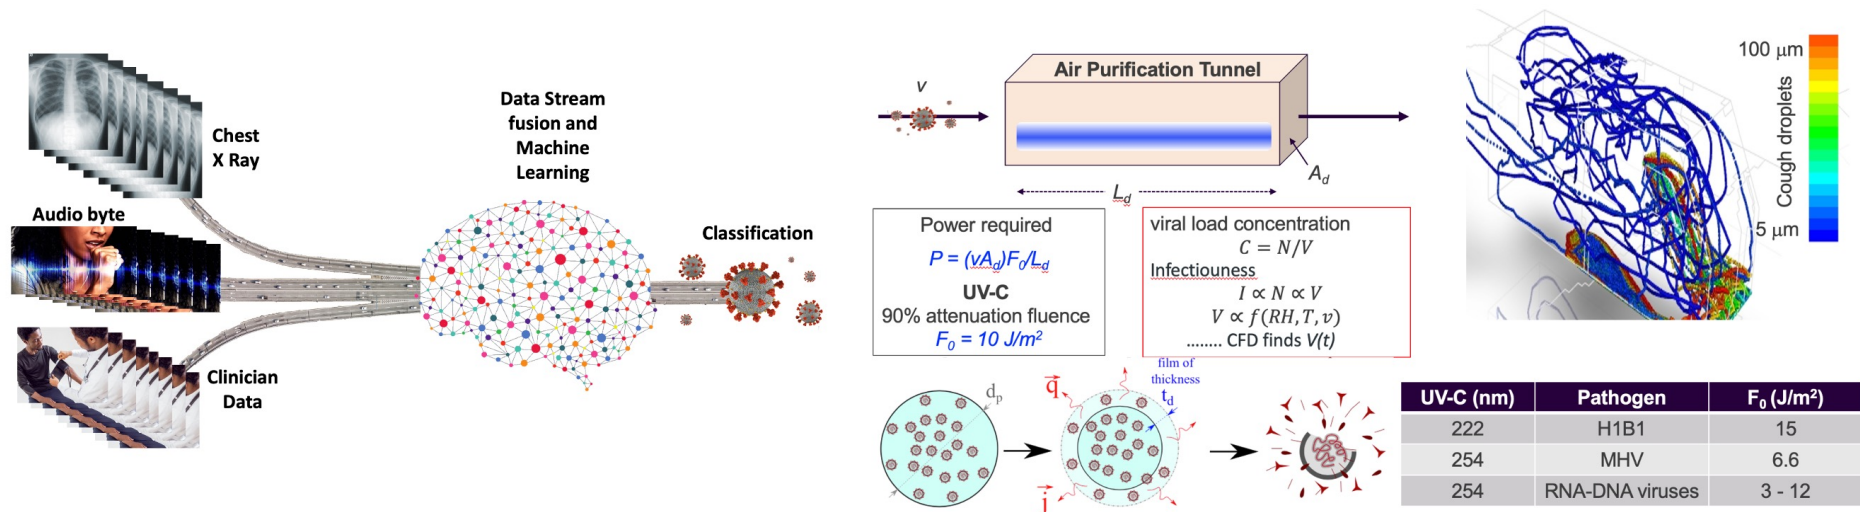 Chest
X Ray
Audio byte
Clinician
Data
Data Stream
fusion and
Machine
Learning
Classification
v
Air Purification Tunnel
A_d
L_d
Power required
P = (vA_d)F_0/L_d
UV-C
90% attenuation fluence
F_0 = 10 J/m²
viral load concentration
C = N/V
Infectiousness
I ∝ N ∝ V
V ∝ f(RH, T, v)
........ CFD finds V(t)
100 μm
Cough droplets
5 μm
d_p
q⃗
film of
thickness
t_d
j⃗
UV-C (nm) Pathogen F₀ (J/m²)
222 H1B1 15
254 MHV 6.6
254 RNA-DNA viruses 3 - 12